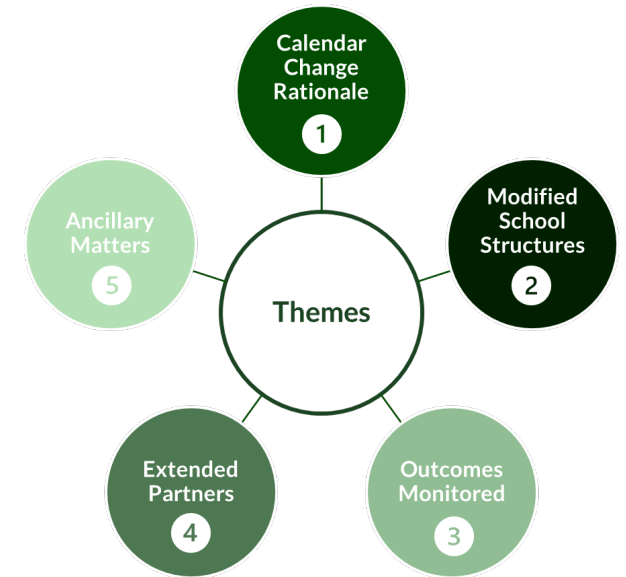 Calendar
Change
Rationale
1
Modified
School
Structures
2
Outcomes
Monitored
3
Extended
Partners
4
Ancillary
Matters
5
Themes